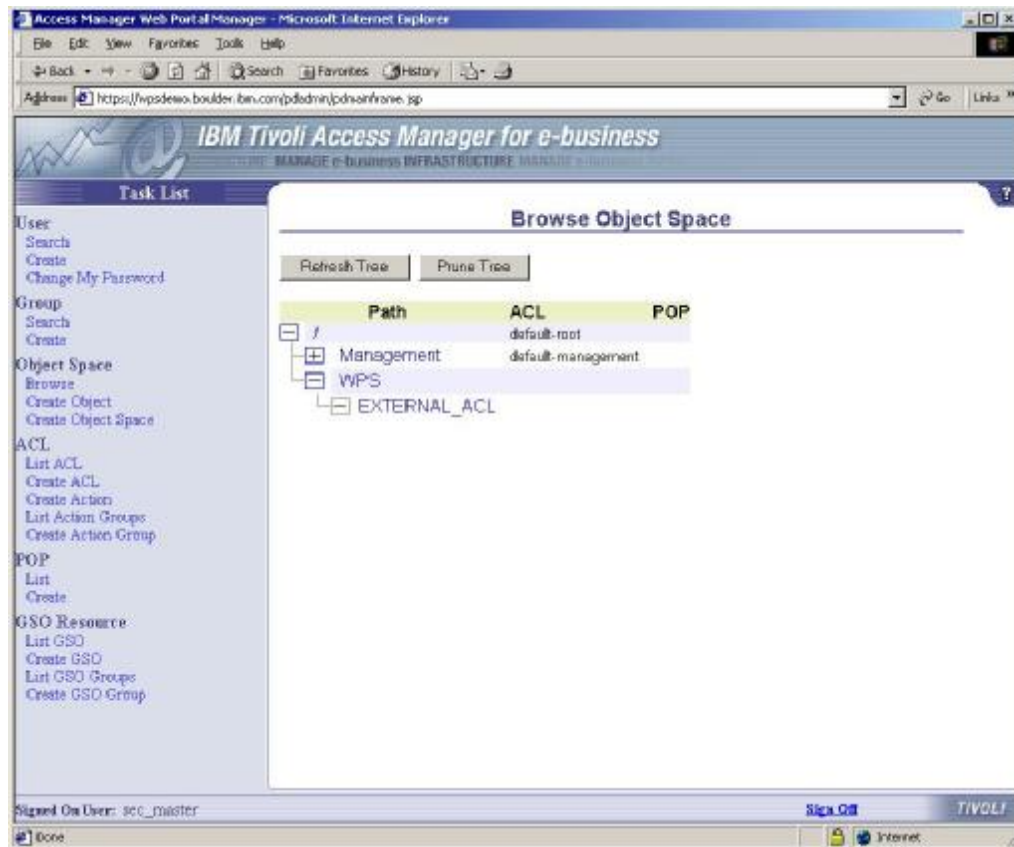 Access Manager Web Portal Manager - Microsoft Internet Explorer
File Edit View Favorites Tools Help
Back Search Favorites History
Address https://wpsdemo.boulder.ibm.com/pdadmin/pdmainframe.jsp Go Links »
IBM Tivoli Access Manager for e-business
MANAGE e-business INFRASTRUCTURE
Task List
?
User
Search
Create
Change My Password
Group
Search
Create
Object Space
Browse
Create Object
Create Object Space
ACL
List ACL
Create ACL
Create Action
List Action Groups
Create Action Group
POP
List
Create
GSO Resource
List GSO
Create GSO
List GSO Groups
Create GSO Group
Browse Object Space
Refresh Tree Prune Tree
Path ACL POP
/ default-root
Management default-management
WPS
EXTERNAL_ACL
Signed On User: sec_master Sign Off TIVOLI
Done Internet